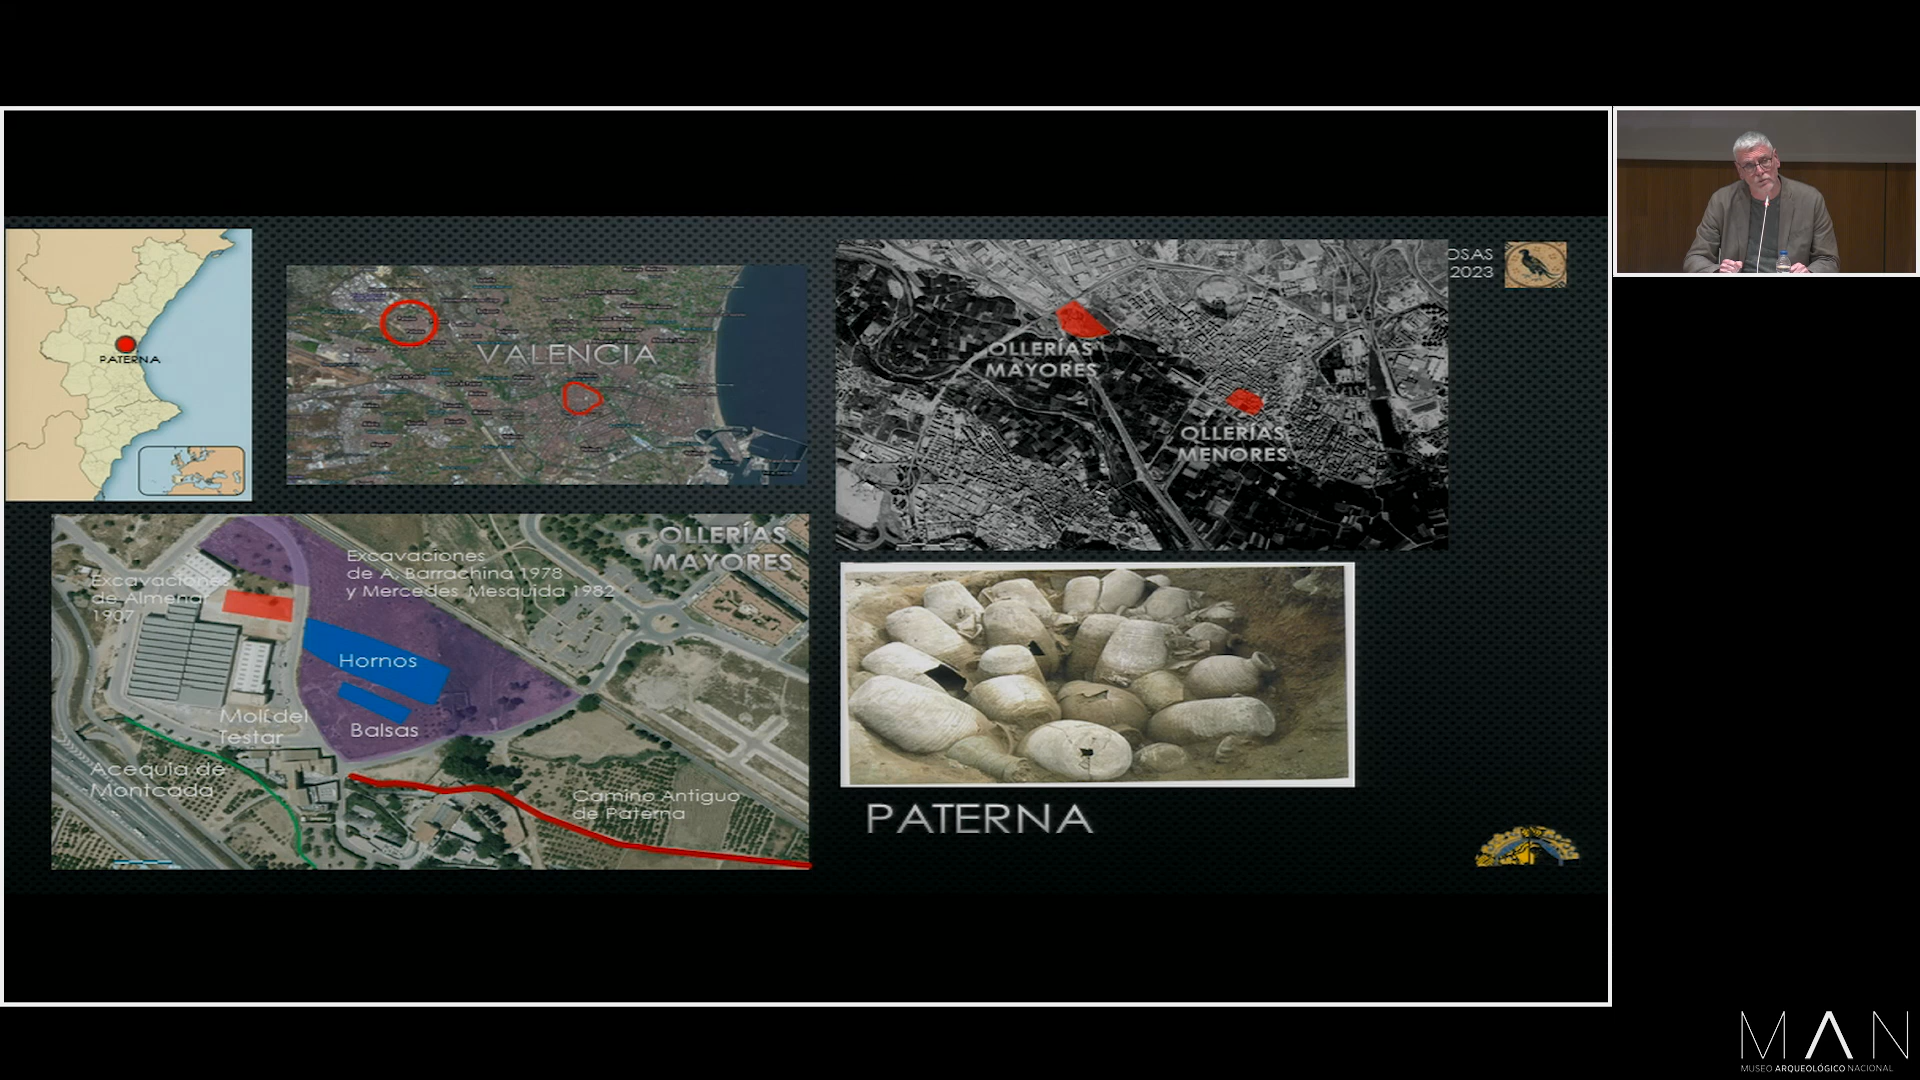 PATERNA
VALENCIA
OLLERÍAS
MAYORES
OLLERÍAS
MENORES
OSAS
2023
OLLERÍAS
MAYORES
Excavaciones
de Almenar
1907
Excavaciones
de A. Barrachina 1978
y Mercedes Mesquida 1982
Hornos
Balsas
Molí del
Testar
Acequia de
Montcada
Camino Antiguo
de Paterna
PATERNA
MAN
MUSEO ARQUEOLÓGICO NACIONAL